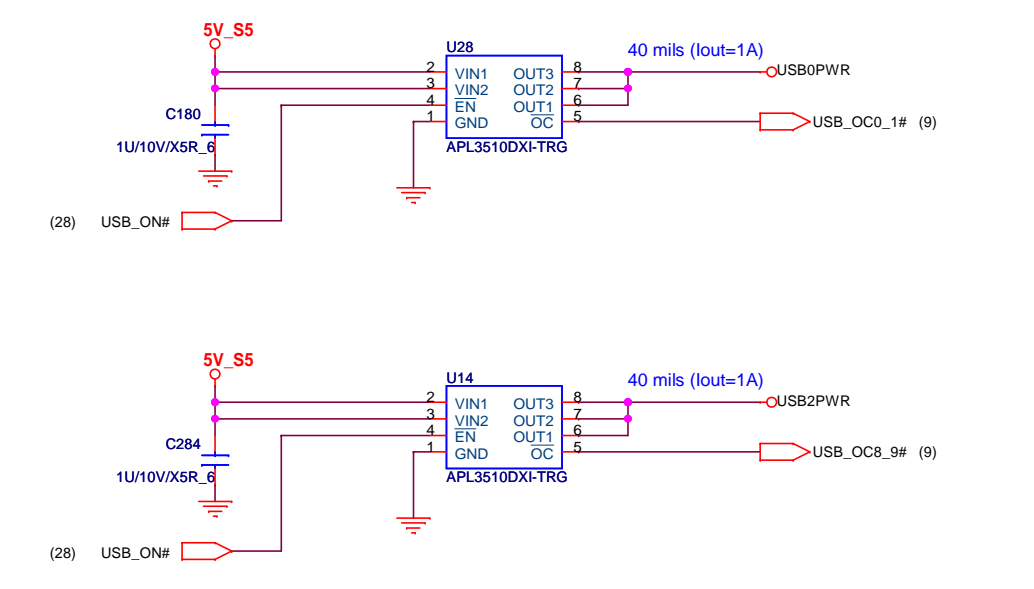 5V_S5
U28
40 mils (Iout=1A)
2 VIN1 OUT3 8 USB0PWR
3 VIN2 OUT2 7
4 EN OUT1 6
1 GND OC 5 USB_OC0_1# (9)
C180
1U/10V/X5R_6
APL3510DXI-TRG
(28) USB_ON#
5V_S5
U14
40 mils (Iout=1A)
2 VIN1 OUT3 8 USB2PWR
3 VIN2 OUT2 7
4 EN OUT1 6
1 GND OC 5 USB_OC8_9# (9)
C284
1U/10V/X5R_6
APL3510DXI-TRG
(28) USB_ON#